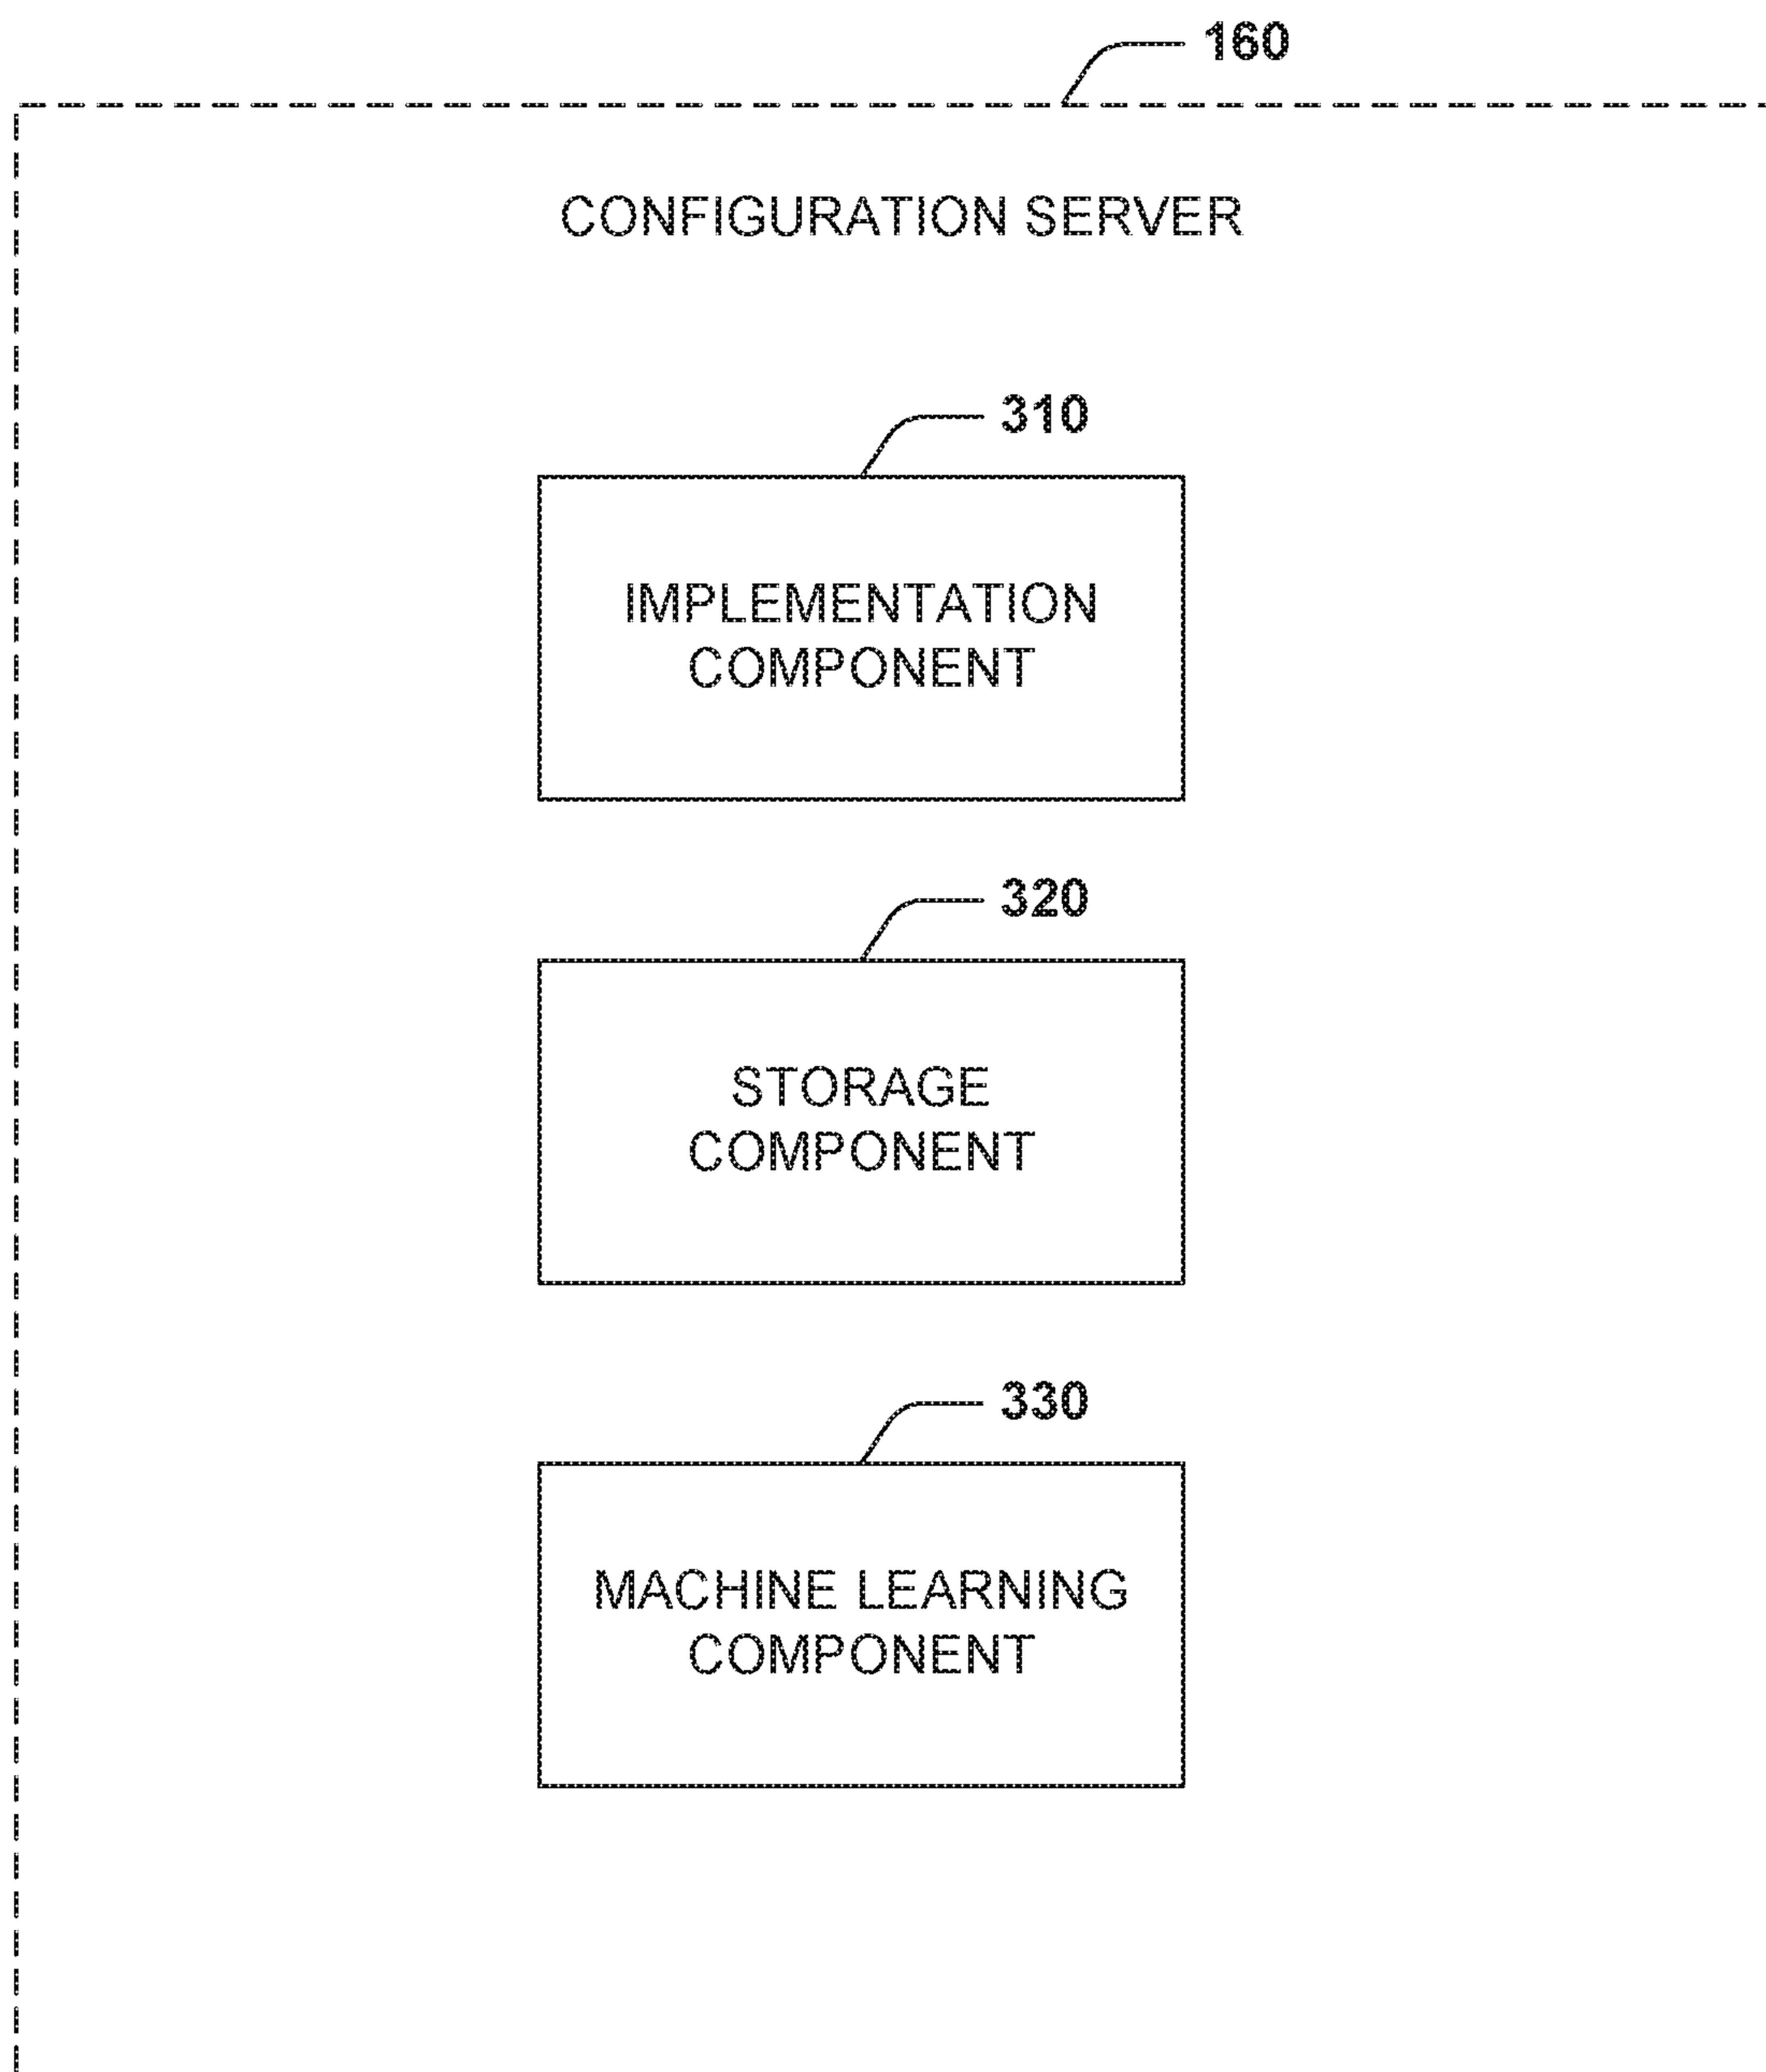 160
CONFIGURATION SERVER
310
IMPLEMENTATION
COMPONENT
320
STORAGE
COMPONENT
330
MACHINE LEARNING
COMPONENT